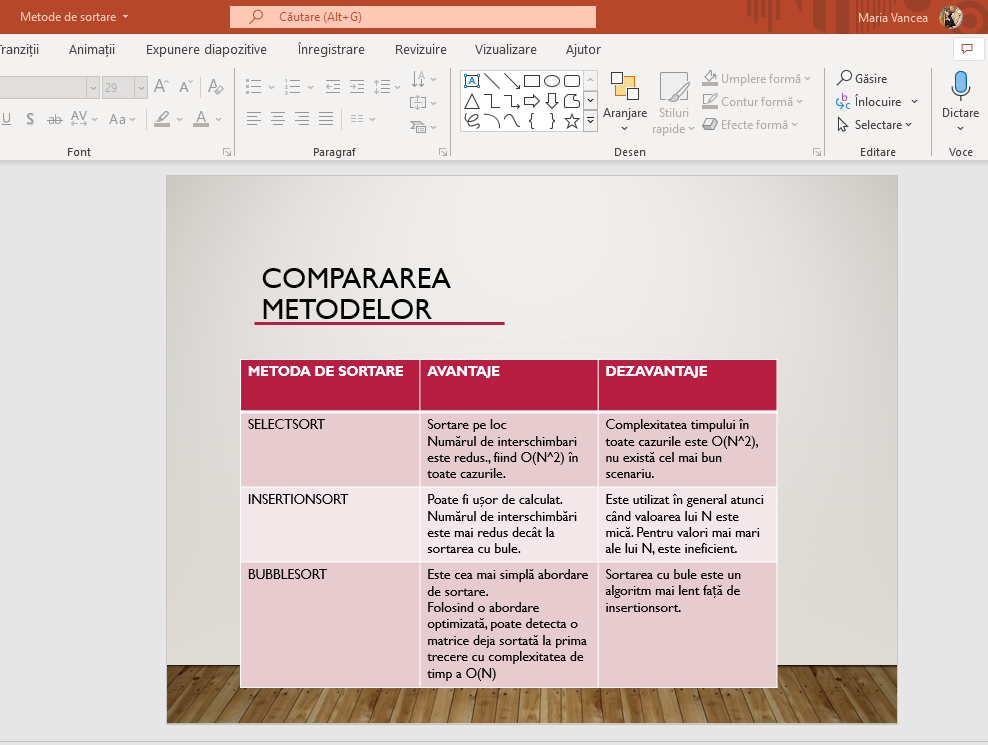 Metode de sortare
Căutare (Alt+G)
Maria Vancea
Tranziții Animații Expunere diapozitive Înregistrare Revizuire Vizualizare Ajutor
29
Aa
Font
Paragraf
Aranjare
Stiluri
rapide
Umplere formă
Contur formă
Efecte formă
Desen
Găsire
Înlocuire
Selectare
Editare
Dictare
Voce
COMPARAREA
METODELOR
METODA DE SORTARE AVANTAJE DEZAVANTAJE
SELECTSORT
Sortare pe loc
Numărul de interschimbari
este redus., fiind O(N^2) în
toate cazurile.
Complexitatea timpului în
toate cazurile este O(N^2),
nu există cel mai bun
scenariu.
INSERTIONSORT
Poate fi ușor de calculat.
Numărul de interschimbări
este mai redus decât la
sortarea cu bule.
Este utilizat în general atunci
când valoarea lui N este
mică. Pentru valori mai mari
ale lui N, este ineficient.
BUBBLESORT
Este cea mai simplă abordare
de sortare.
Folosind o abordare
optimizată, poate detecta o
matrice deja sortată la prima
trecere cu complexitatea de
timp a O(N)
Sortarea cu bule este un
algoritm mai lent față de
insertionsort.